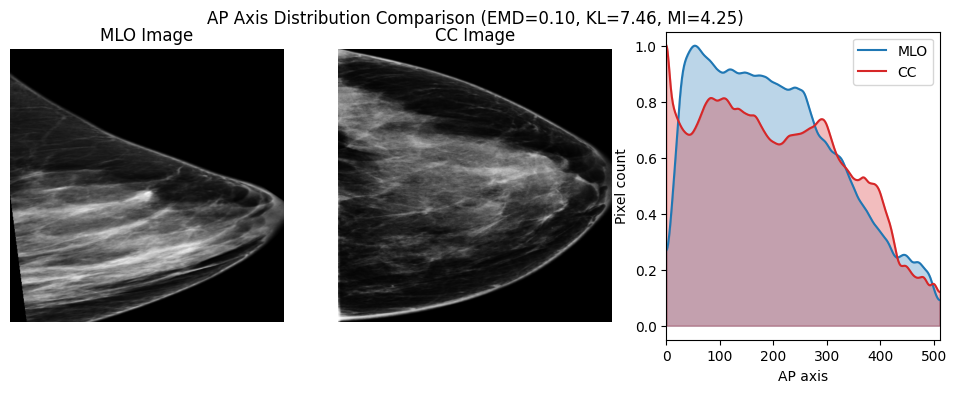 AP Axis Distribution Comparison (EMD=0.10, KL=7.46, MI=4.25)
MLO Image
CC Image
MLO
CC
1.0
0.8
0.6
0.4
0.2
0.0
Pixel count
0 100 200 300 400 500
AP axis